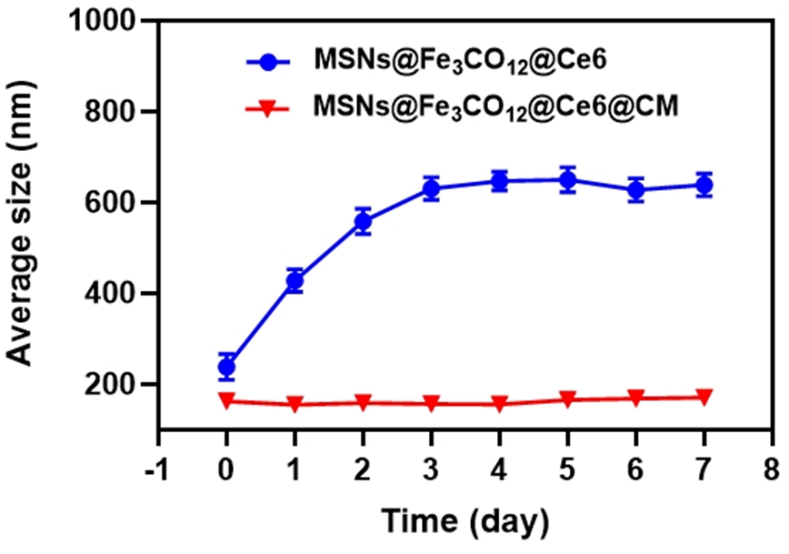 1000
800
600
400
200
Average size (nm)
MSNs@Fe₃CO₁₂@Ce6
MSNs@Fe₃CO₁₂@Ce6@CM
-1 0 1 2 3 4 5 6 7 8
Time (day)